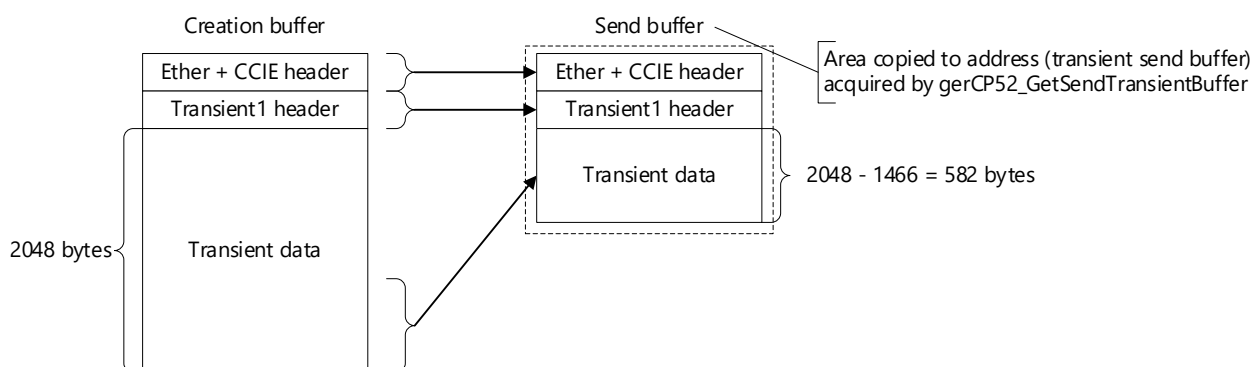 Creation buffer
Send buffer
Area copied to address (transient send buffer)
acquired by gerCP52_GetSendTransientBuffer
Ether + CCIE header
Ether + CCIE header
Transient1 header
Transient1 header
Transient data
2048 - 1466 = 582 bytes
2048 bytes
Transient data